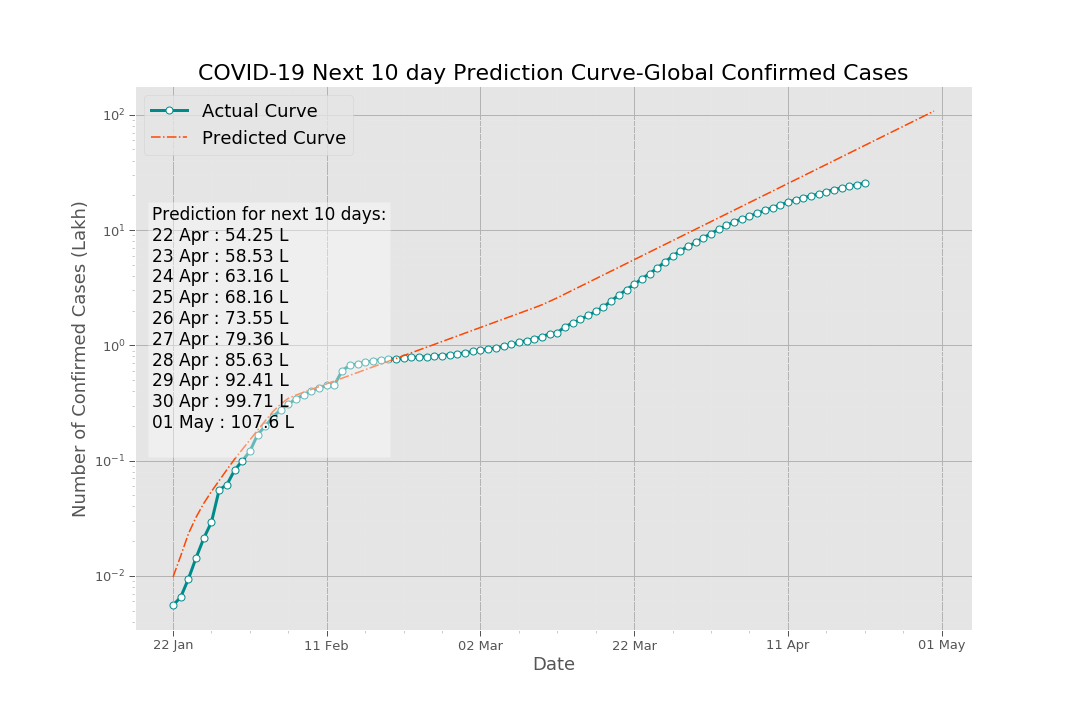 COVID-19 Next 10 day Prediction Curve-Global Confirmed Cases
Actual Curve
Predicted Curve
Prediction for next 10 days:
22 Apr : 54.25 L
23 Apr : 58.53 L
24 Apr : 63.16 L
25 Apr : 68.16 L
26 Apr : 73.55 L
27 Apr : 79.36 L
28 Apr : 85.63 L
29 Apr : 92.41 L
30 Apr : 99.71 L
01 May : 107.6 L
Number of Confirmed Cases (Lakh)
10²
10¹
10⁰
10⁻¹
10⁻²
22 Jan
11 Feb
02 Mar
22 Mar
11 Apr
01 May
Date